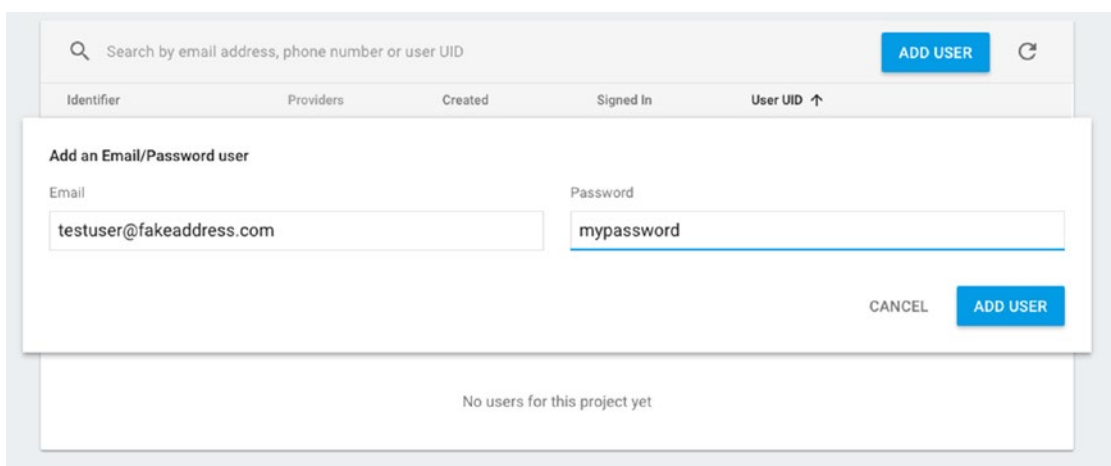 Search by email address, phone number or user UID
ADD USER
Identifier Providers Created Signed In User UID ↑
Add an Email/Password user
Email Password
testuser@fakeaddress.com mypassword
CANCEL ADD USER
No users for this project yet